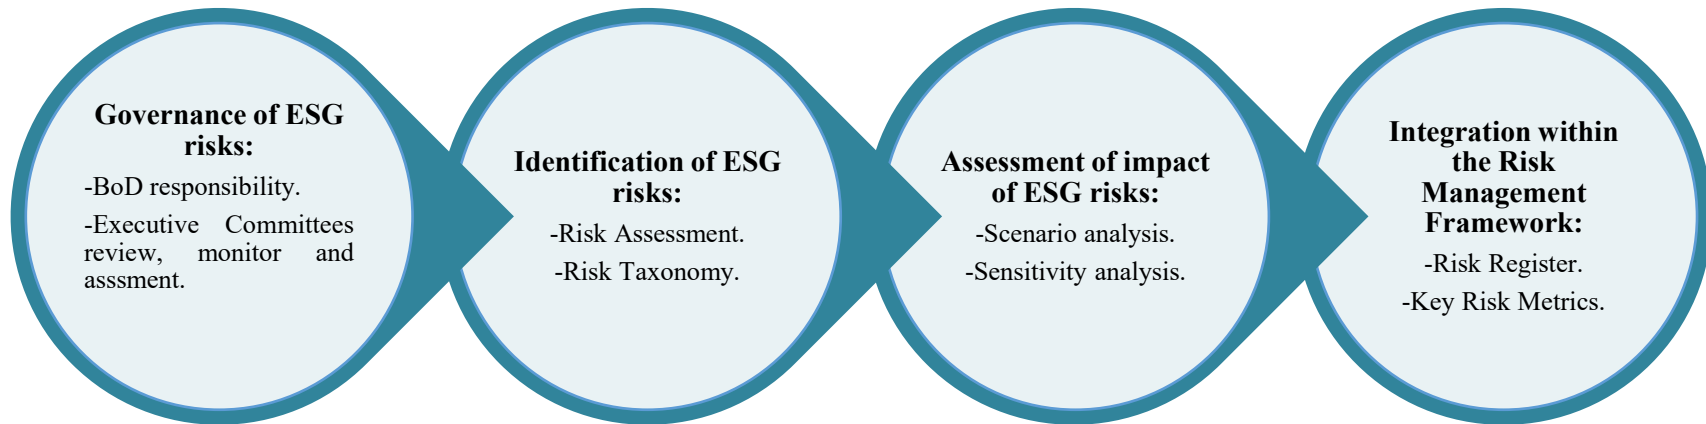 Governance of ESG
risks:
-BoD responsibility.
-Executive Committees
review, monitor and
asssment.
Identification of ESG
risks:
-Risk Assessment.
-Risk Taxonomy.
Assessment of impact
of ESG risks:
-Scenario analysis.
-Sensitivity analysis.
Integration within
the Risk
Management
Framework:
-Risk Register.
-Key Risk Metrics.